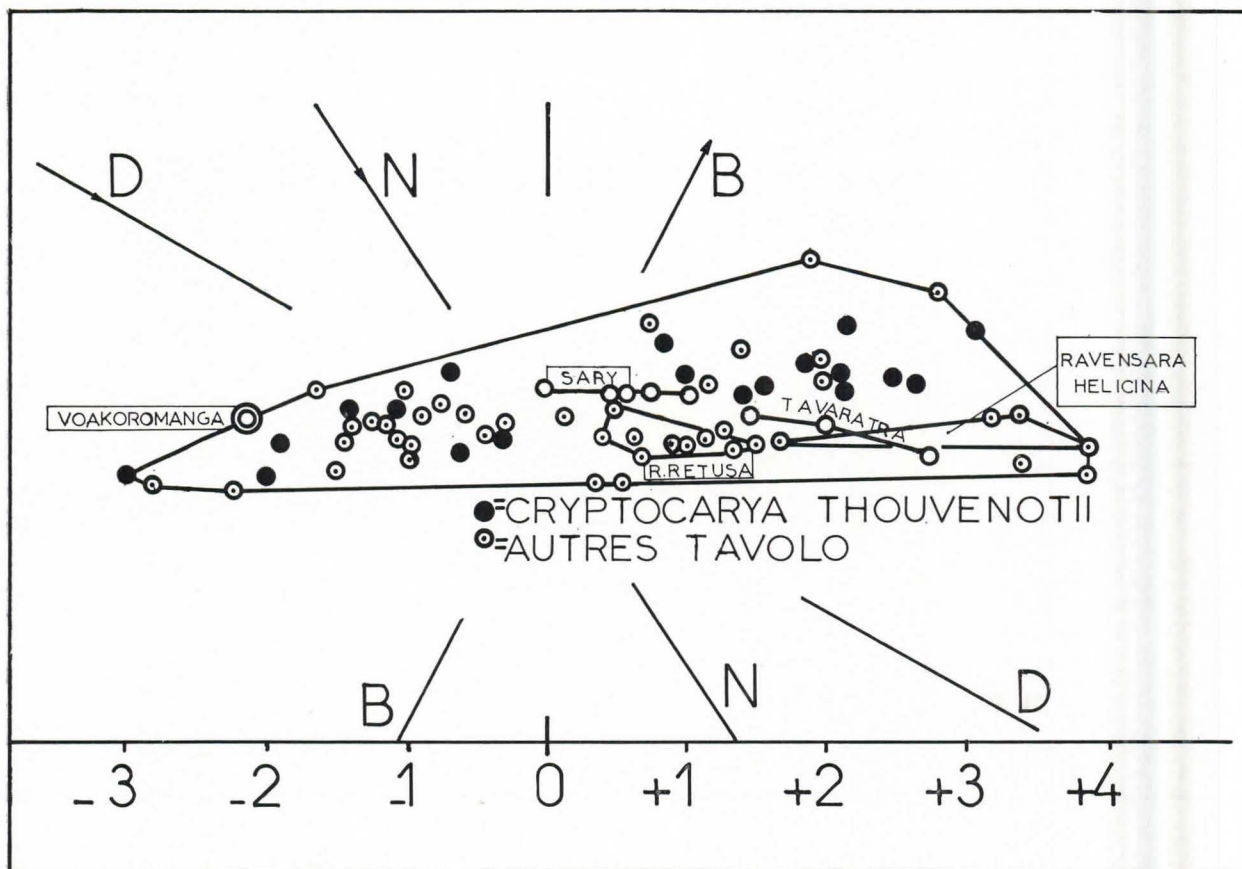 D
N
B
SARY
RAVENSARA
HELICINA
VOAKOROMANGA
TAVARATRA
R.RETUSA
=CRYPTOCARYA THOUVENOTII
=AUTRES TAVOLO
B
N
D
-3 -2 -1 0 +1 +2 +3 +4